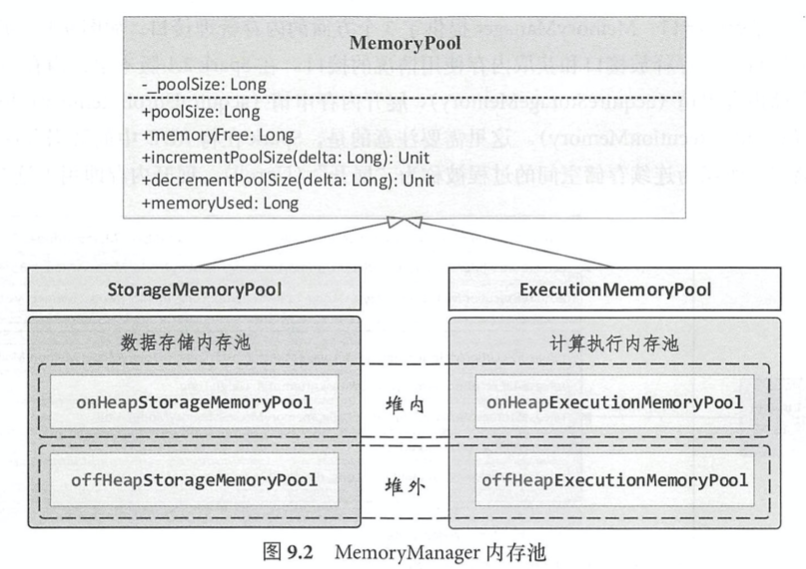 MemoryPool
-_poolSize: Long
+poolSize: Long
+memoryFree: Long
+incrementPoolSize(delta: Long): Unit
+decrementPoolSize(delta: Long): Unit
+memoryUsed: Long
StorageMemoryPool
ExecutionMemoryPool
数据存储内存池
计算执行内存池
onHeapStorageMemoryPool
堆内
onHeapExecutionMemoryPool
offHeapStorageMemoryPool
堆外
offHeapExecutionMemoryPool
图 9.2 MemoryManager 内存池